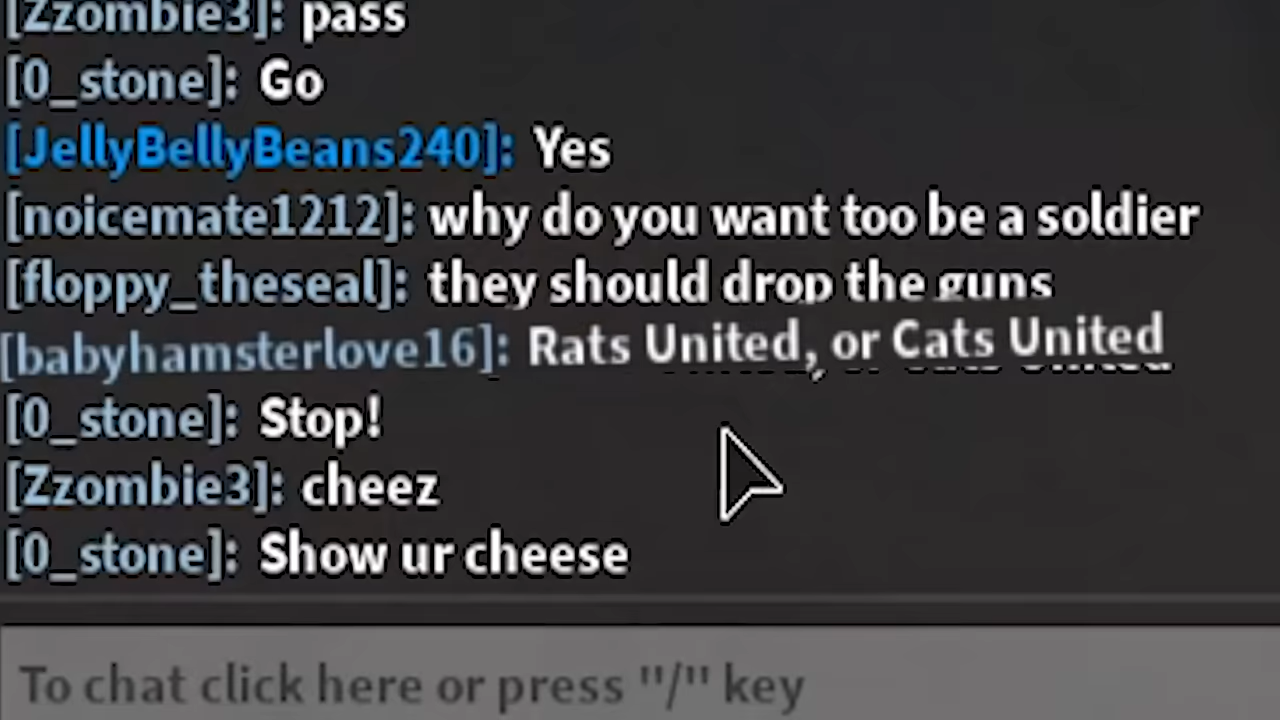 [Zzombie3]: pass
[0_stone]: Go
[JellyBellyBeans240]: Yes
[noicemate1212]: why do you want too be a soldier
[floppy_theseal]: they should drop the guns
[babyhamsterlove16]: Rats United, or Cats United
[0_stone]: Stop!
[Zzombie3]: cheez
[0_stone]: Show ur cheese
To chat click here or press "/" key